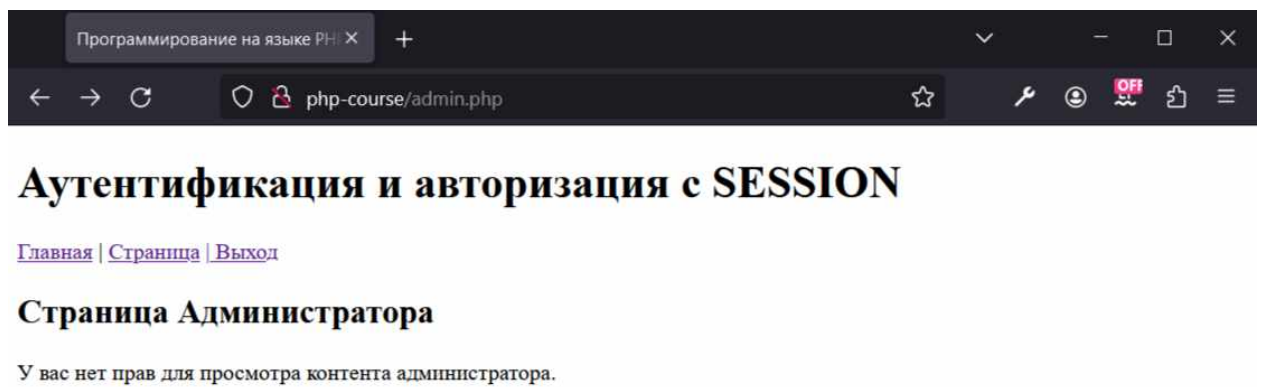 Программирование на языке PH
php-course/admin.php
OFF
Аутентификация и авторизация с SESSION
Главная | Страница | Выход
Страница Администратора
У вас нет прав для просмотра контента администратора.